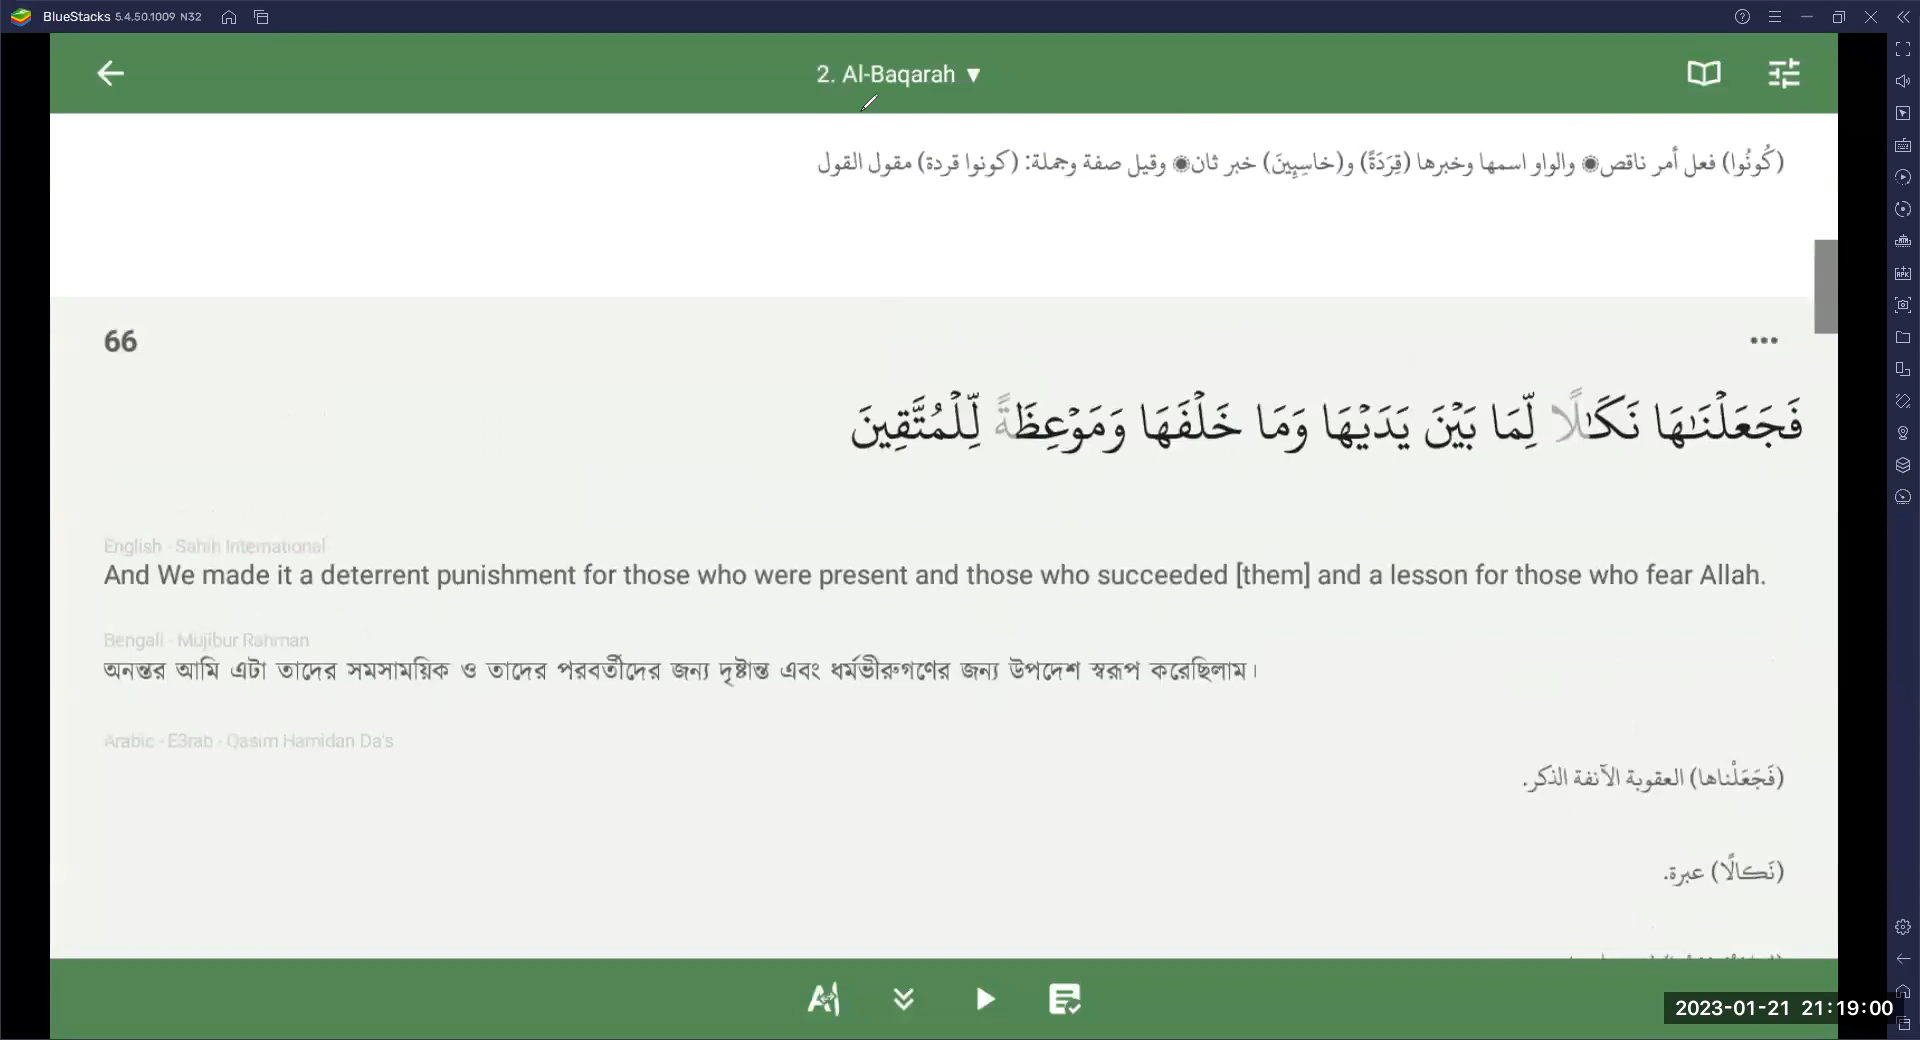 BlueStacks 5.4.50.1009 N32
2. Al-Baqarah ▼
(كُونُوا) فعل أمر ناقص◉ والواو اسمها وخبرها (قِرَدَةً) و(خاسِيِينَ) خبر ثان◉ وقيل صفة وجملة: (كونوا قردة) مقول القول
66
فَجَعَلْنَٰهَا نَكَٰلًا لِّمَا بَيْنَ يَدَيْهَا وَمَا خَلْفَهَا وَمَوْعِظَةً لِّلْمُتَّقِينَ
English - Sahih International
And We made it a deterrent punishment for those who were present and those who succeeded [them] and a lesson for those who fear Allah.
Bengali - Mujibur Rahman
অনন্তর আমি এটা তাদের সমসাময়িক ও তাদের পরবর্তীদের জন্য দৃষ্টান্ত এবং ধর্মভীরুগণের জন্য উপদেশ স্বরূপ করেছিলাম।
Arabic - E3rab - Qasim Hamidan Da's
(فَجَعَلْناها) العقوبة الآنفة الذكر.
(نَكالًا) عبرة.
2023-01-21 21:19:00